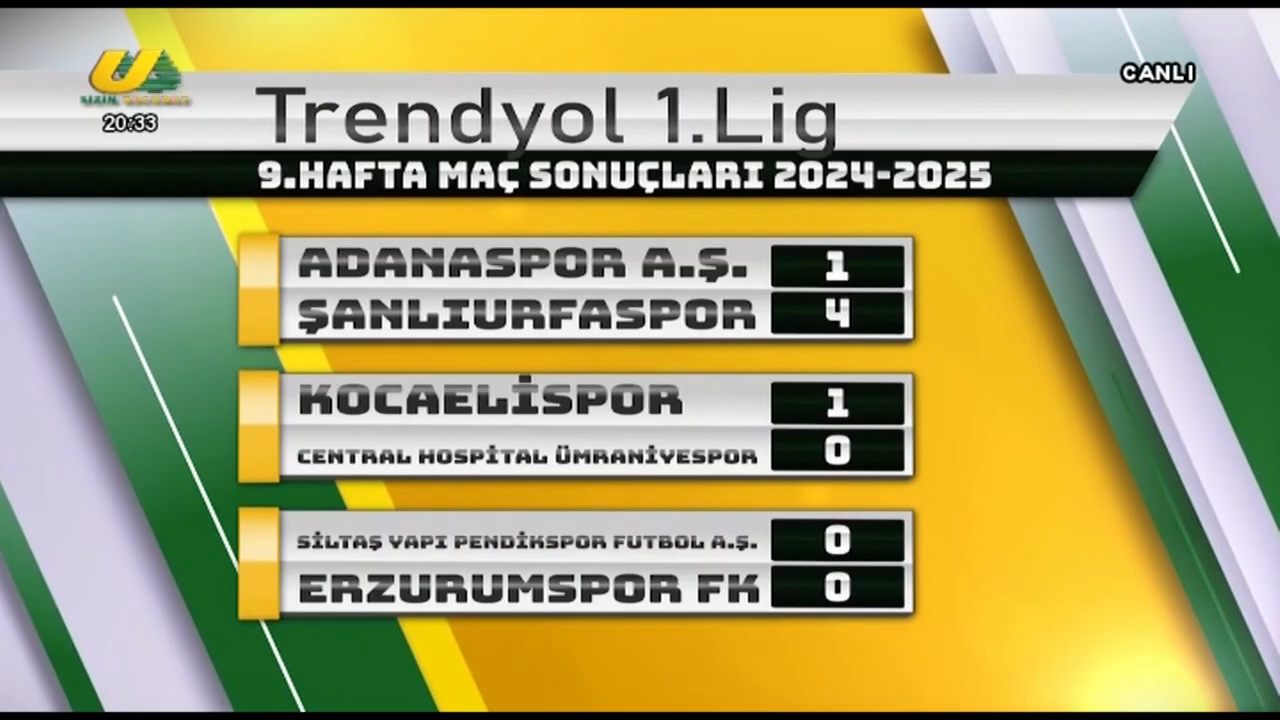 CANLI
20:33
Trendyol 1.Lig
9.HAFTA MAÇ SONUÇLARI 2024-2025
ADANASPOR A.Ş. 1
ŞANLIURFASPOR 4
KOCAELİSPOR 1
CENTRAL HOSPİTAL ÜMRANİYESPOR 0
SİLTAŞ YAPI PENDİKSPOR FUTBOL A.Ş. 0
ERZURUMSPOR FK 0